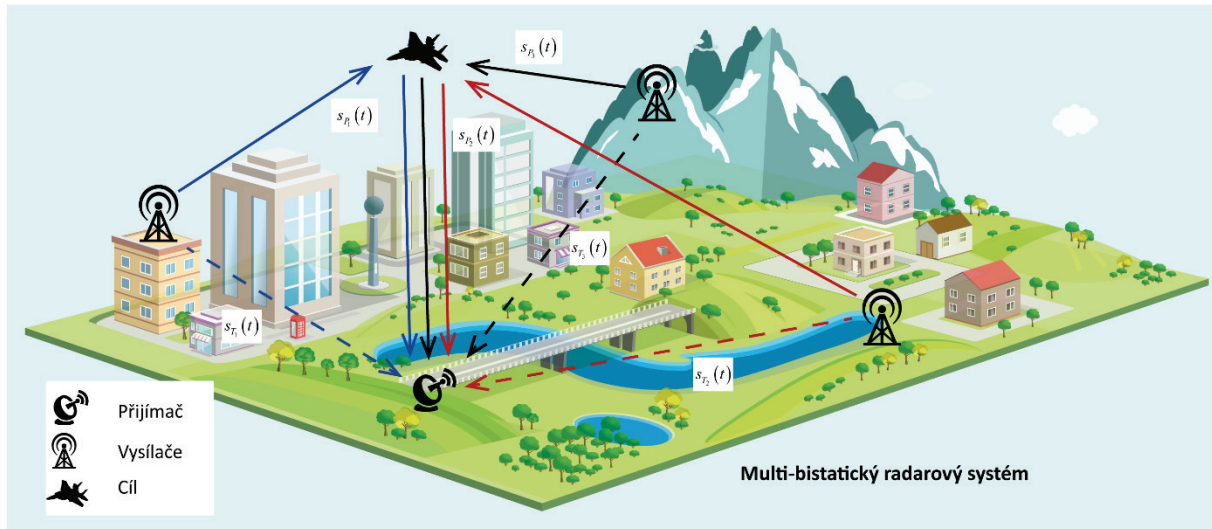 s_{P_3}(t)
s_{P_1}(t)
s_{P_2}(t)
s_{T_3}(t)
s_{T_1}(t)
s_{T_2}(t)
Přijímač
Vysílače
Cíl
Multi-bistatický radarový systém